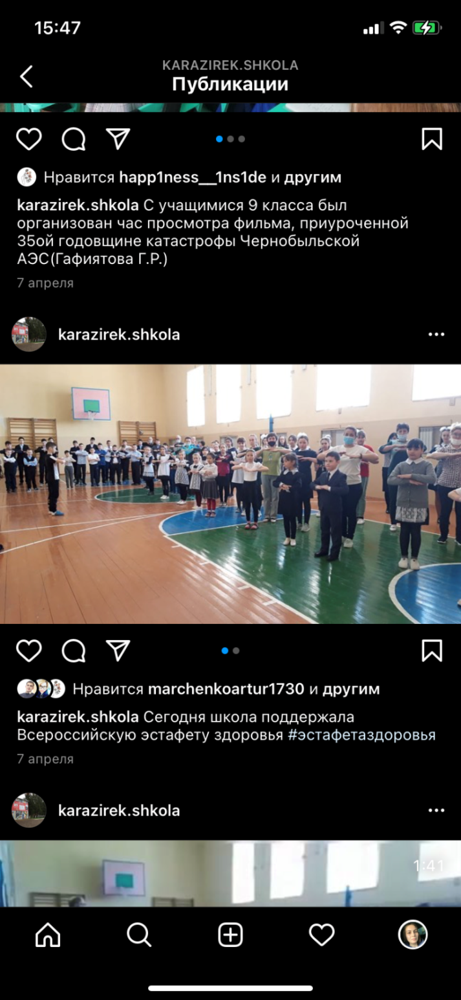 15:47
KARAZIREK.SHKOLA
Публикации
Нравится happ1ness__1ns1de и другим
karazirek.shkola С учащимися 9 класса был
организован час просмотра фильма, приуроченной
35ой годовщине катастрофы Чернобыльской
АЭС(Гафиятова Г.Р.)
7 апреля
karazirek.shkola
Нравится marchenkoartur1730 и другим
karazirek.shkola Сегодня школа поддержала
Всероссийскую эстафету здоровья #эстафетаздоровья
7 апреля
karazirek.shkola
1:41